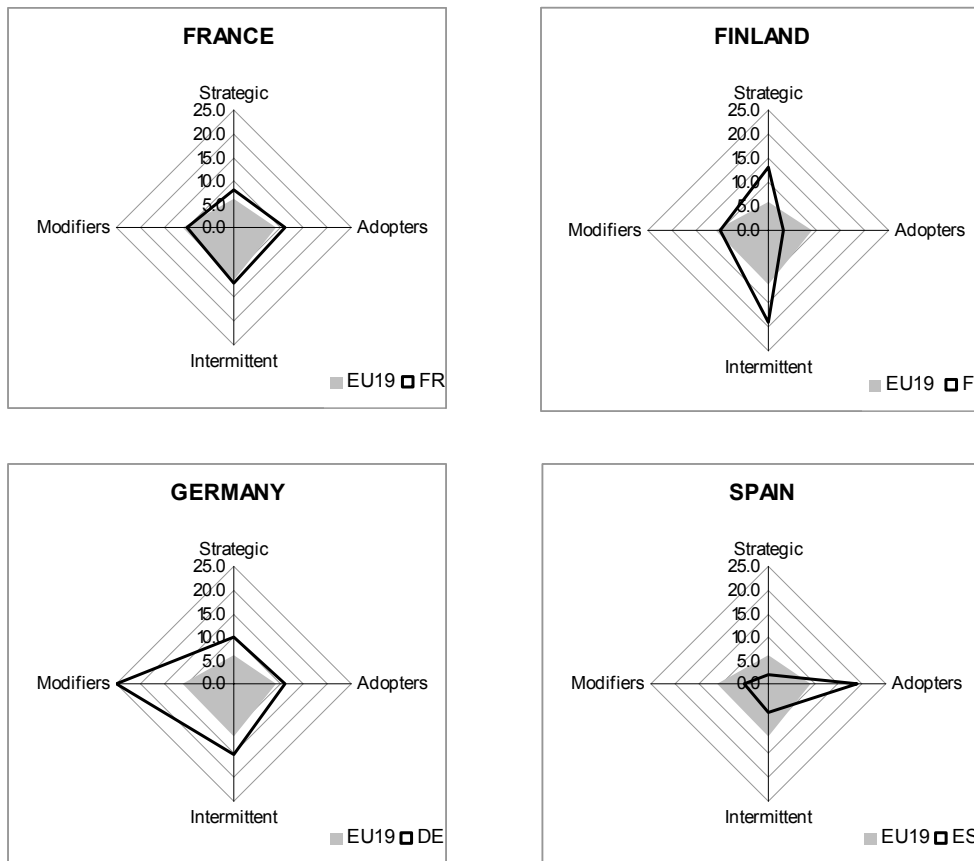 FRANCE
Strategic
25.0
20.0
15.0
10.0
5.0
0.0
Modifiers
Adopters
Intermittent
EU19 FR
FINLAND
Strategic
25.0
20.0
15.0
10.0
5.0
0.0
Modifiers
Adopters
Intermittent
EU19 F
GERMANY
Strategic
25.0
20.0
15.0
10.0
5.0
0.0
Modifiers
Adopters
Intermittent
EU19 DE
SPAIN
Strategic
25.0
20.0
15.0
10.0
5.0
0.0
Modifiers
Adopters
Intermittent
EU19 ES